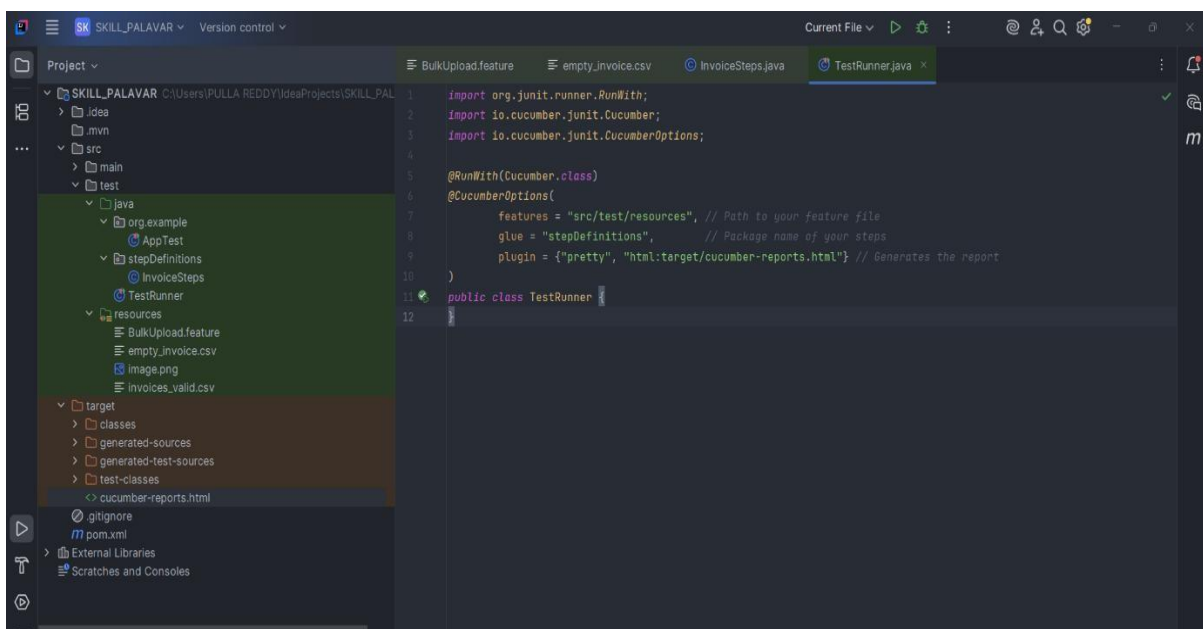 SK SKILL_PALAVAR Version control Current File
Project
BulkUpload.feature empty_invoice.csv InvoiceSteps.java TestRunner.java
SKILL_PALAVAR C:\Users\PULLA REDDY\IdeaProjects\SKILL_PAL
.idea
.mvn
src
main
test
java
org.example
AppTest
stepDefinitions
InvoiceSteps
TestRunner
resources
BulkUpload.feature
empty_invoice.csv
image.png
invoices_valid.csv
target
classes
generated-sources
generated-test-sources
test-classes
cucumber-reports.html
.gitignore
m pom.xml
External Libraries
Scratches and Consoles
1 import org.junit.runner.RunWith;
2 import io.cucumber.junit.Cucumber;
3 import io.cucumber.junit.CucumberOptions;
4
5 @RunWith(Cucumber.class)
6 @CucumberOptions(
7 features = "src/test/resources", // Path to your feature file
8 glue = "stepDefinitions", // Package name of your steps
9 plugin = {"pretty", "html:target/cucumber-reports.html"} // Generates the report
10 )
11 public class TestRunner {
12 }
m